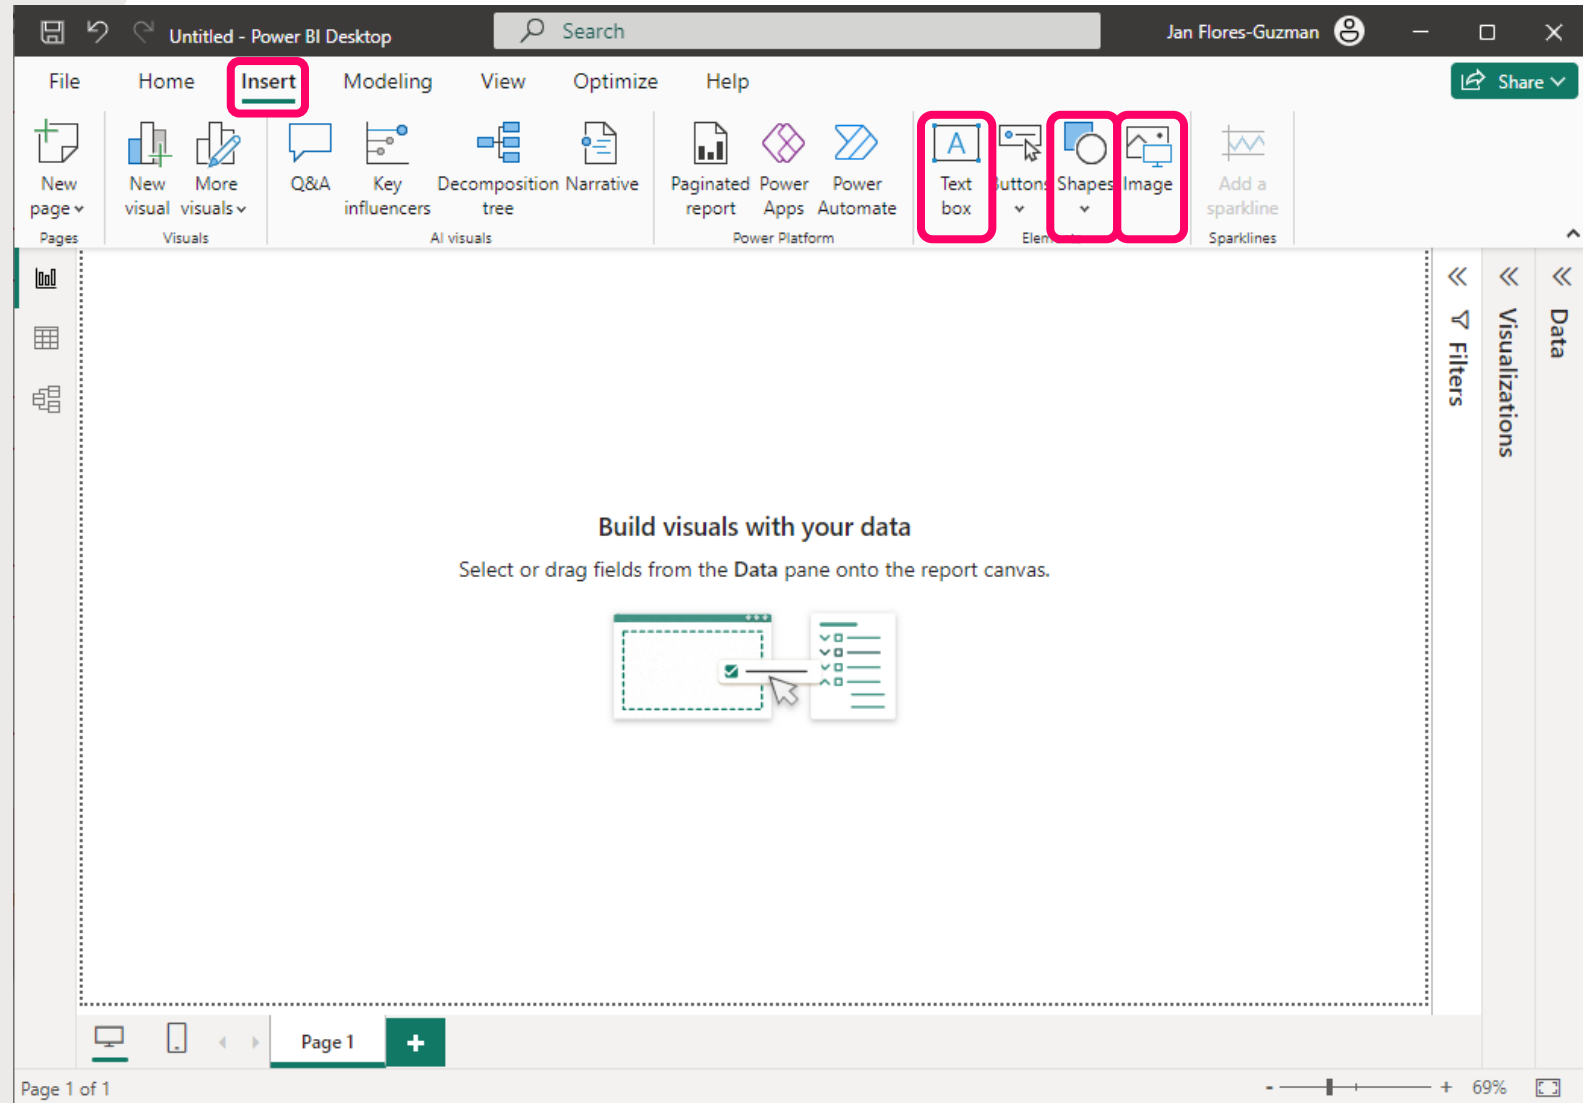 Untitled - Power BI Desktop
Search
Jan Flores-Guzman
File Home Insert Modeling View Optimize Help Share
New page
New visual
More visuals
Q&A
Key influencers
Decomposition tree
Narrative
Paginated report
Power Apps
Power Automate
Text box
Buttons
Shapes
Image
Add a sparkline
Pages
Visuals
AI visuals
Power Platform
Sparklines
Filters
Visualizations
Data
Build visuals with your data
Select or drag fields from the Data pane onto the report canvas.
Page 1
Page 1 of 1
69%